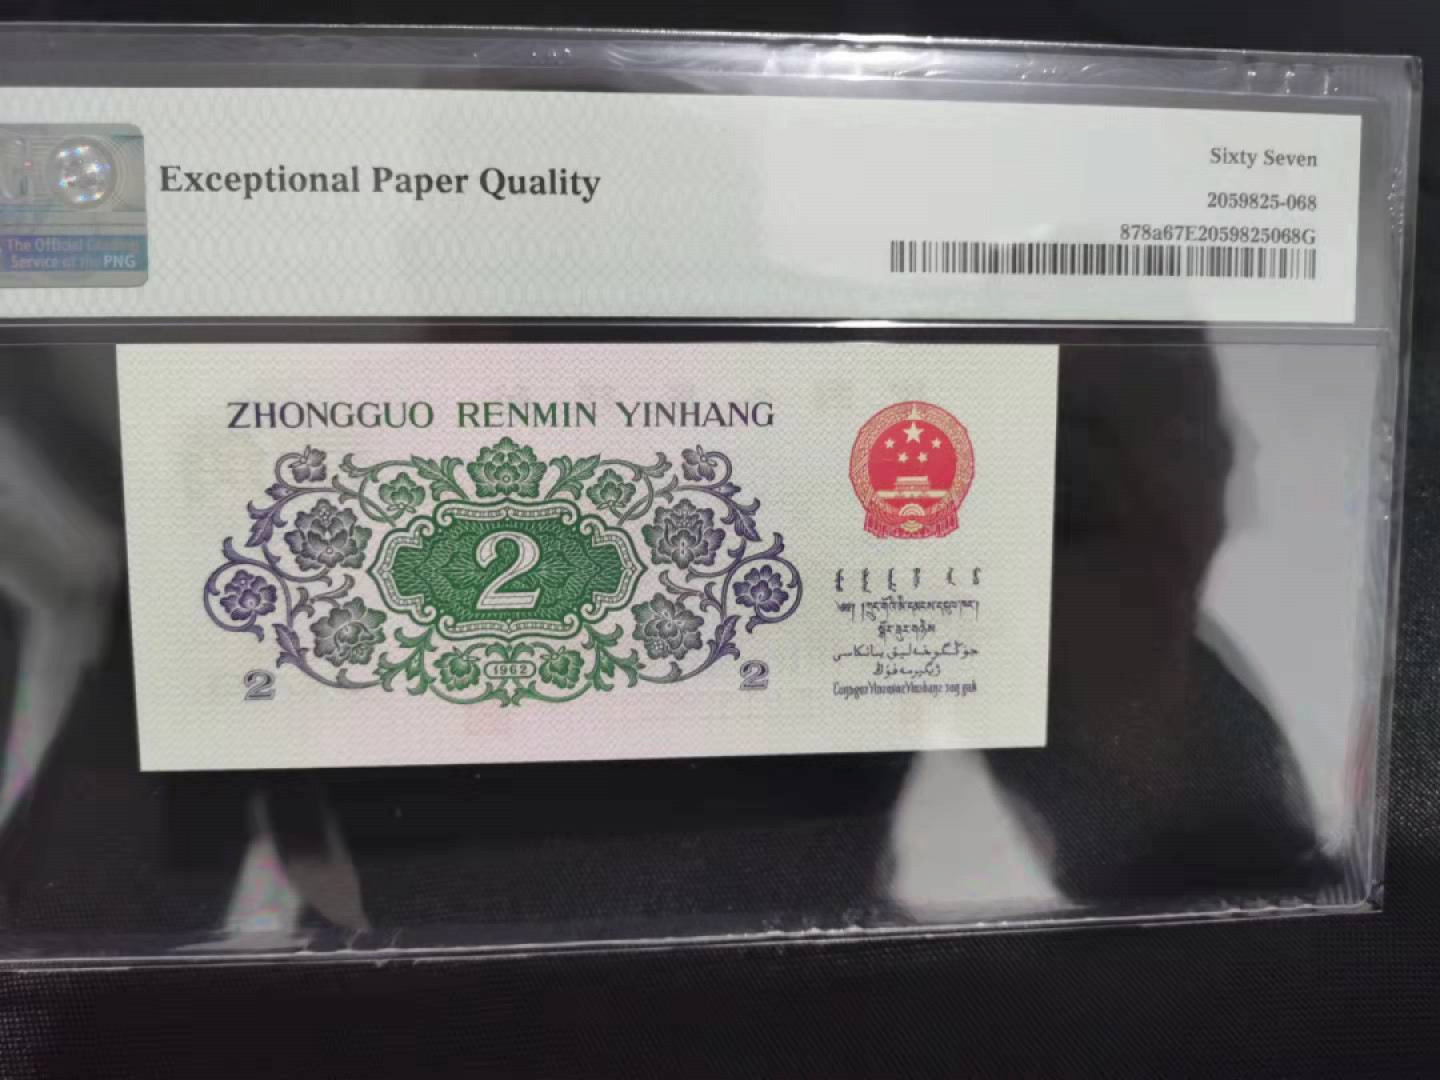 Exceptional Paper Quality
The Official Grading
Service of the PNG
Sixty Seven
2059825-068
878a67E2059825068G
ZHONGGUO RENMIN YINHANG
2
1962
2
2